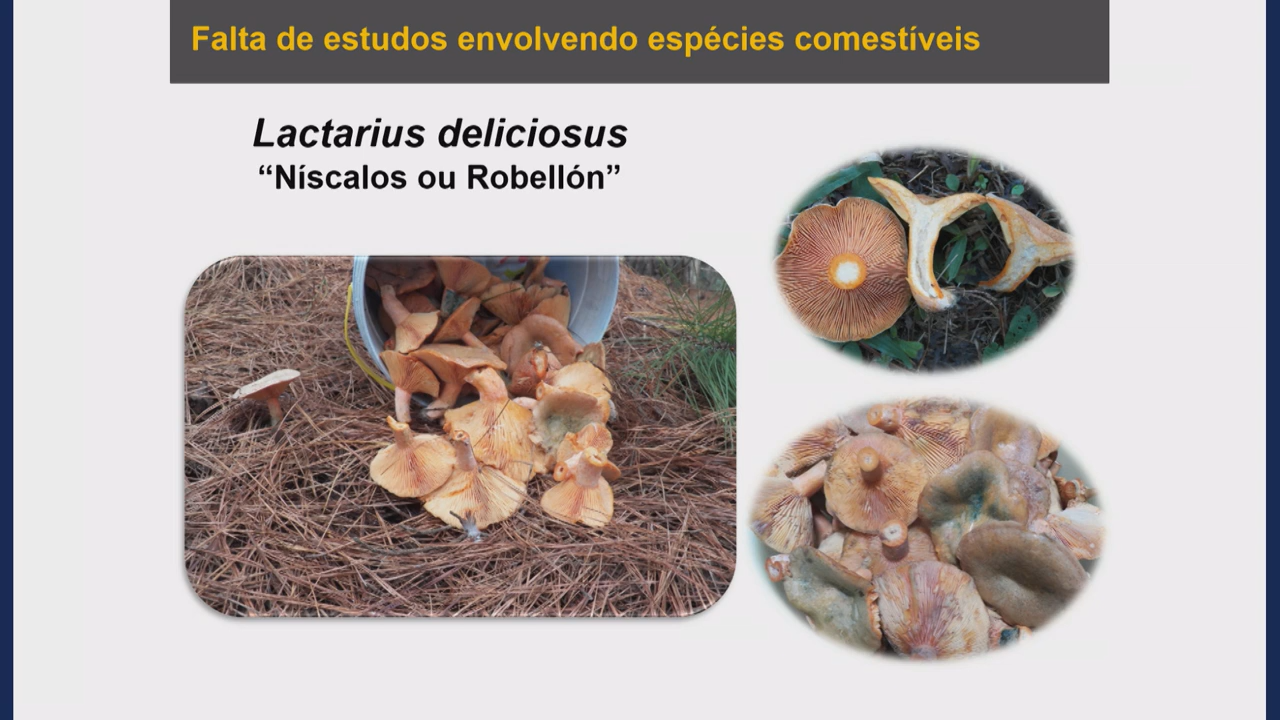 Falta de estudos envolvendo espécies comestíveis
Lactarius deliciosus
“Níscalos ou Robellón”